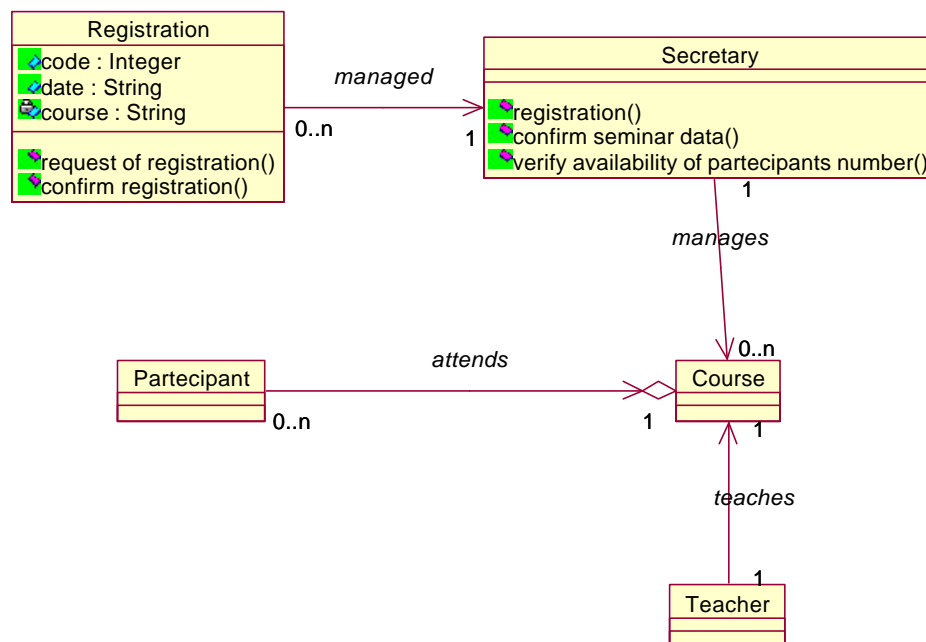 Registration
code : Integer
date : String
course : String
request of registration()
confirm registration()
managed
0..n
1
Secretary
registration()
confirm seminar data()
verify availability of partecipants number()
1
manages
0..n
Partecipant
attends
0..n
1
Course
1
teaches
1
Teacher